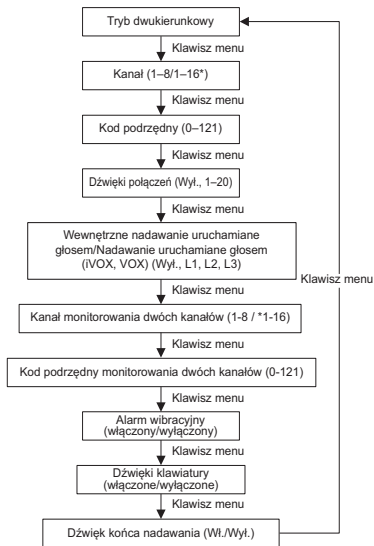 Tryb dwukierunkowy
Klawisz menu
Kanał (1–8/1–16*)
Klawisz menu
Kod podrzędny (0–121)
Klawisz menu
Dźwięki połączeń (Wył., 1–20)
Klawisz menu
Wewnętrzne nadawanie uruchamiane
głosem/Nadawanie uruchamiane głosem
(iVOX, VOX) (Wył., L1, L2, L3)
Klawisz menu
Klawisz menu
Kanał monitorowania dwóch kanałów (1-8 / *1-16)
Klawisz menu
Kod podrzędny monitorowania dwóch kanałów (0-121)
Klawisz menu
Alarm wibracyjny
(włączony/wyłączony)
Klawisz menu
Dźwięki klawiatury
(włączone/wyłączone)
Klawisz menu
Dźwięk końca nadawania (Wł./Wył.)